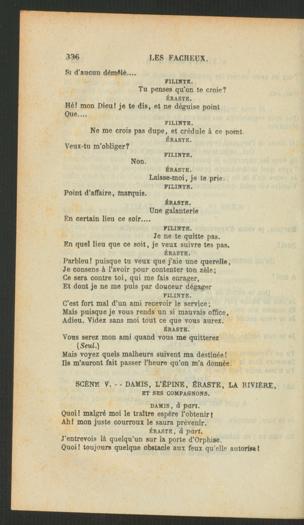 336 LES FACHEUX.
Si d'aucun démêlé....
FILINTE.
Tu penses qu'on te croie?
ÉRASTE.
Hé! mon Dieu! je te dis, et ne déguise point
Que....
FILINTE.
Ne me crois pas dupe, et crédule à ce point.
ÉRASTE.
Veux-tu m'obliger?
FILINTE.
Non.
ÉRASTE.
Laisse-moi, je te prie.
FILINTE.
Point d'affaire, marquis.
ÉRASTE.
Une galanterie
En certain lieu ce soir....
FILINTE.
Je ne te quitte pas.
En quel lieu que ce soit, je veux suivre tes pas.
ÉRASTE.
Parbleu! puisque tu veux que j'aie une querelle,
Je consens à l'avoir pour contenter ton zèle;
Ce sera contre toi, qui me fais enrager,
Et dont je ne me puis par douceur dégager
FILINTE.
C'est fort mal d'un ami recevoir le service;
Mais puisque je vous rends un si mauvais office,
Adieu. Videz sans moi tout ce que vous aurez.
ÉRASTE.
Vous serez mon ami quand vous me quitterez
(Seul.)
Mais voyez quels malheurs suivent ma destinée!
Ils m'auront fait passer l'heure qu'on m'a donnée.
SCÈNE V. -- DAMIS, L'ÉPINE, ÉRASTE, LA RIVIÈRE,
ET SES COMPAGNONS.
DAMIS, à part.
Quoi! malgré moi le traître espère l'obtenir!
Ah! mon juste courroux le saura prévenir.
ÉRASTE, à part.
J'entrevois là quelqu'un sur la porte d'Orphise.
Quoi! toujours quelque obstacle aux feux qu'elle autorise!